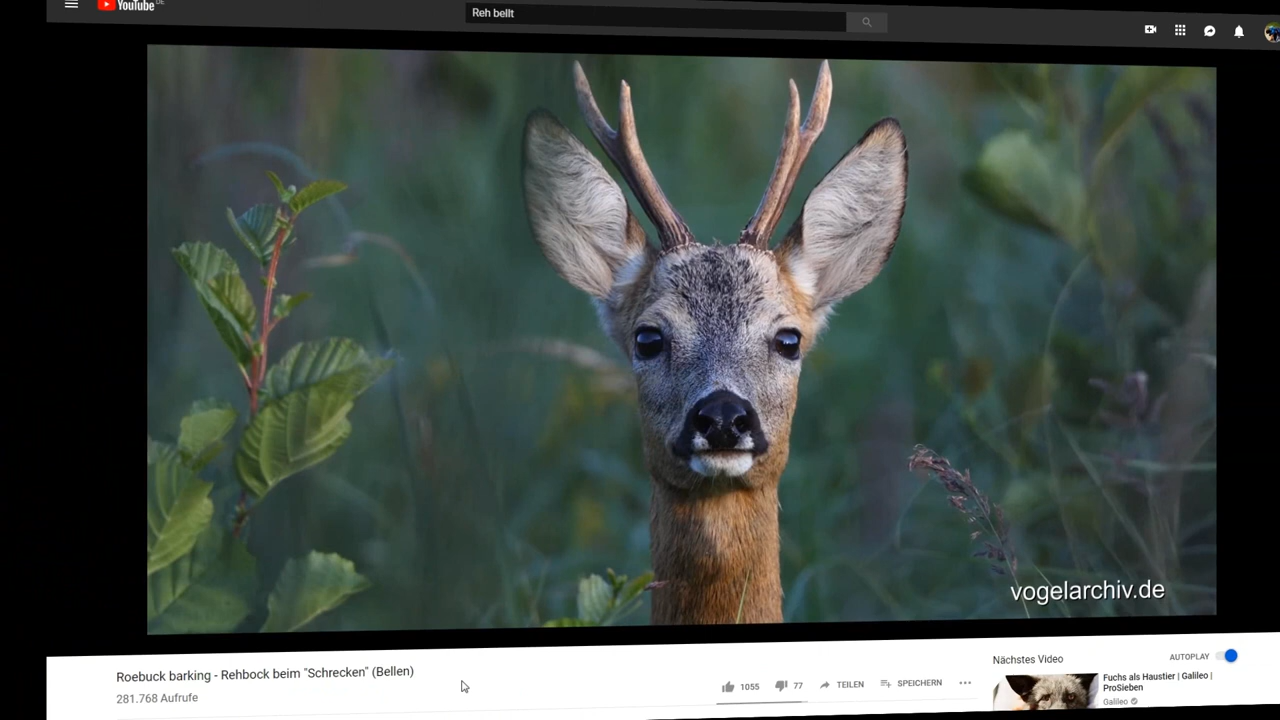 YouTube DE
Reh bellt
vogelarchiv.de
Roebuck barking - Rehbock beim "Schrecken" (Bellen)
281.768 Aufrufe
1055
77
TEILEN
SPEICHERN
Nächstes Video
AUTOPLAY
Fuchs als Haustier | Galileo |
ProSieben
Galileo